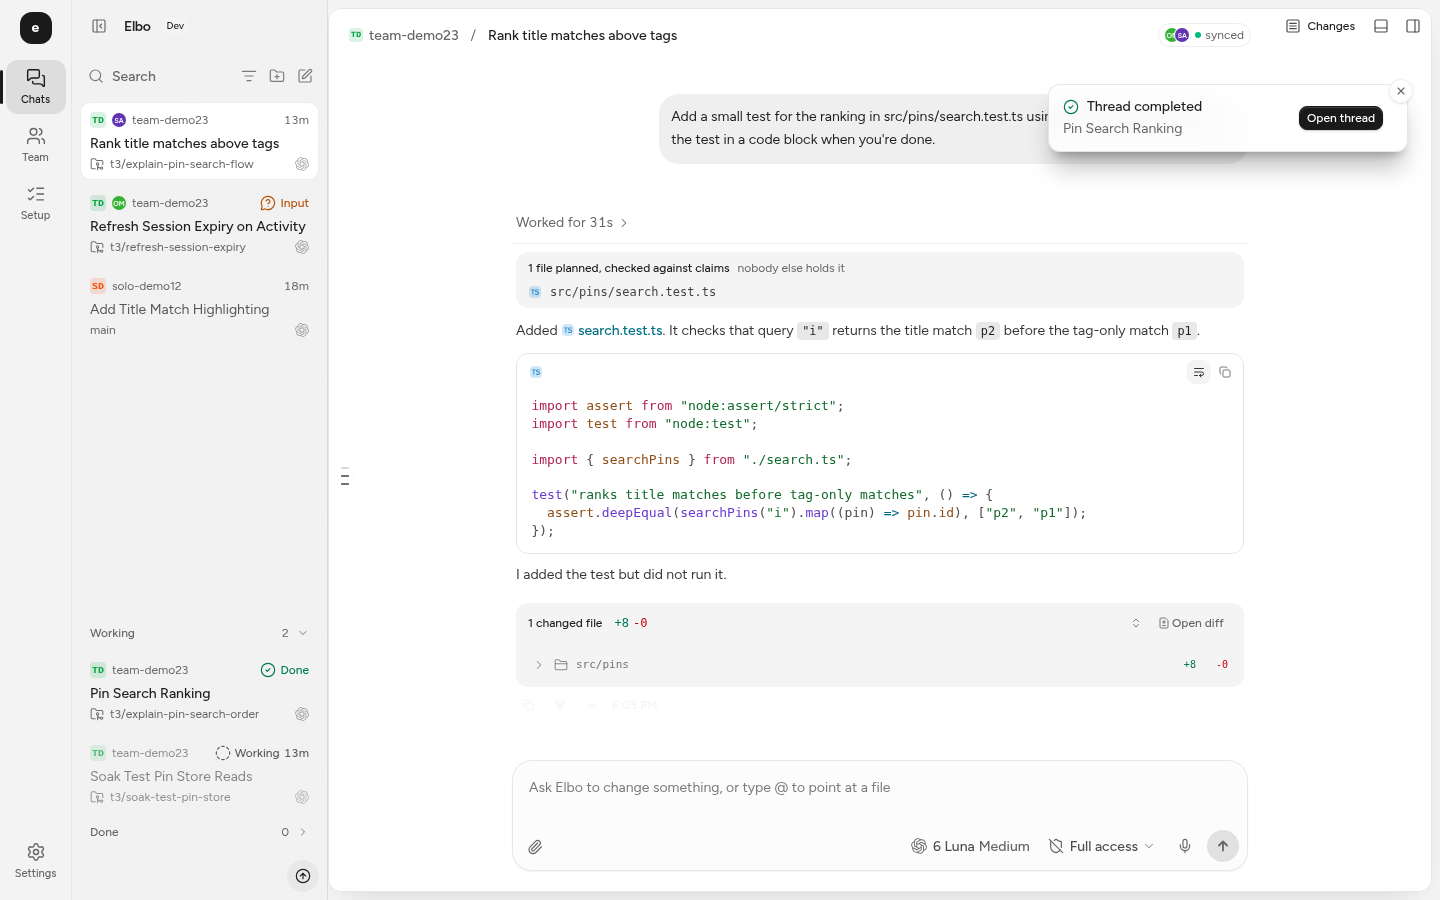 e
Chats
Team
Setup
Settings
Elbo Dev
Search
TD SA team-demo23 13m
Rank title matches above tags
t3/explain-pin-search-flow
TD OM team-demo23 Input
Refresh Session Expiry on Activity
t3/refresh-session-expiry
SD solo-demo12 18m
Add Title Match Highlighting
main
Working 2
TD team-demo23 Done
Pin Search Ranking
t3/explain-pin-search-order
TD team-demo23 Working 13m
Soak Test Pin Store Reads
t3/soak-test-pin-store
Done 0
TD team-demo23 / Rank title matches above tags
SA synced
Changes
Thread completed
Pin Search Ranking
Open thread
Add a small test for the ranking in src/pins/search.test.ts
the test in a code block when you're done.
Worked for 31s
1 file planned, checked against claims nobody else holds it
TS src/pins/search.test.ts
Added TS search.test.ts. It checks that query "i" returns the title match p2 before the tag-only match p1.
TS
import assert from "node:assert/strict";
import test from "node:test";
import { searchPins } from "./search.ts";
test("ranks title matches before tag-only matches", () => {
assert.deepEqual(searchPins("i").map((pin) => pin.id), ["p2", "p1"]);
});
I added the test but did not run it.
1 changed file +8 -0 Open diff
src/pins +8 -0
6:03 PM
Ask Elbo to change something, or type @ to point at a file
6 Luna Medium Full access